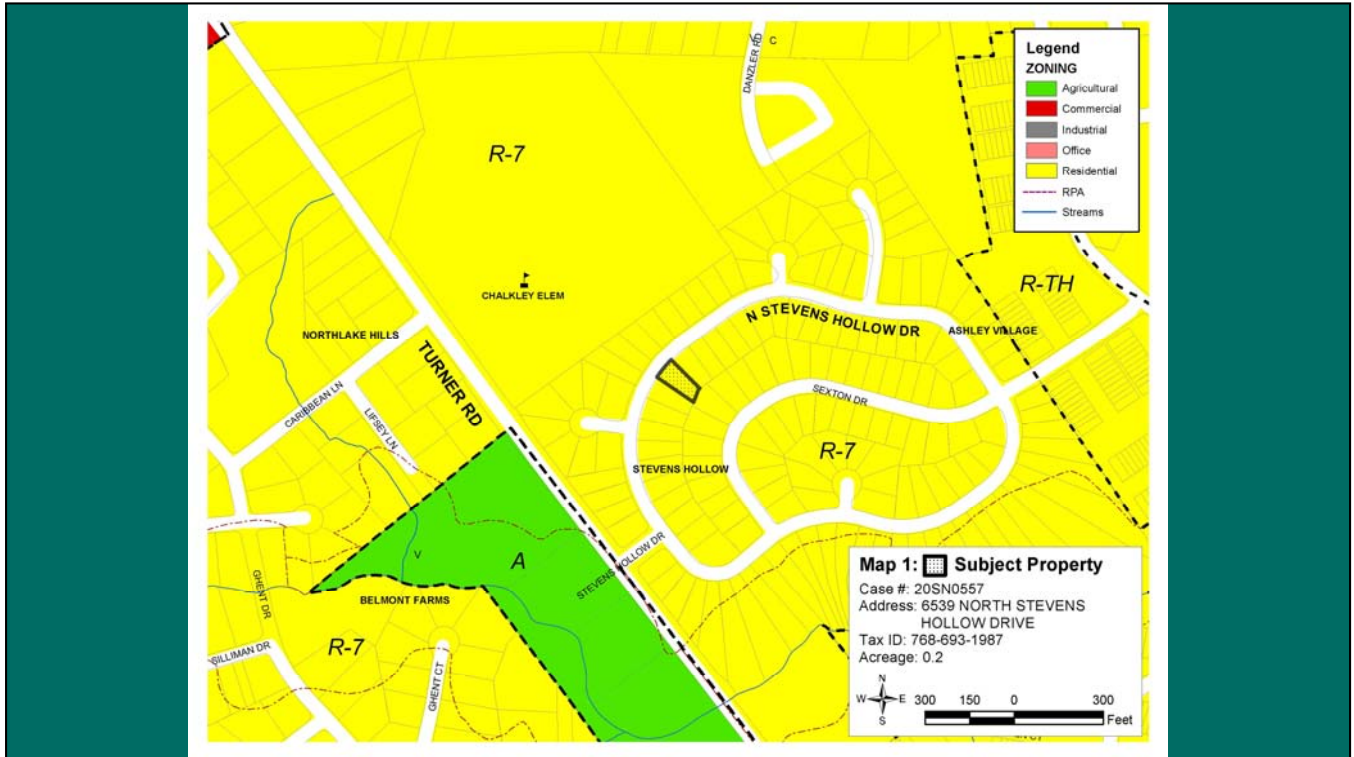 DANZLER RD
C
Legend
ZONING
Agricultural
Commercial
Industrial
Office
Residential
RPA
Streams
R-7
R-TH
CHALKLEY ELEM
NORTHLAKE HILLS
TURNER RD
N STEVENS HOLLOW DR
ASHLEY VILLAGE
CARIBBEAN LN
LIFSEY LN
SEXTON DR
R-7
STEVENS HOLLOW
STEVENS HOLLOW DR
V
A
BELMONT FARMS
GHENT DR
R-7
SILLIMAN DR
GHENT CT
Map 1: Subject Property
Case #: 20SN0557
Address: 6539 NORTH STEVENS
HOLLOW DRIVE
Tax ID: 768-693-1987
Acreage: 0.2
N
W E
S
300 150 0 300
Feet